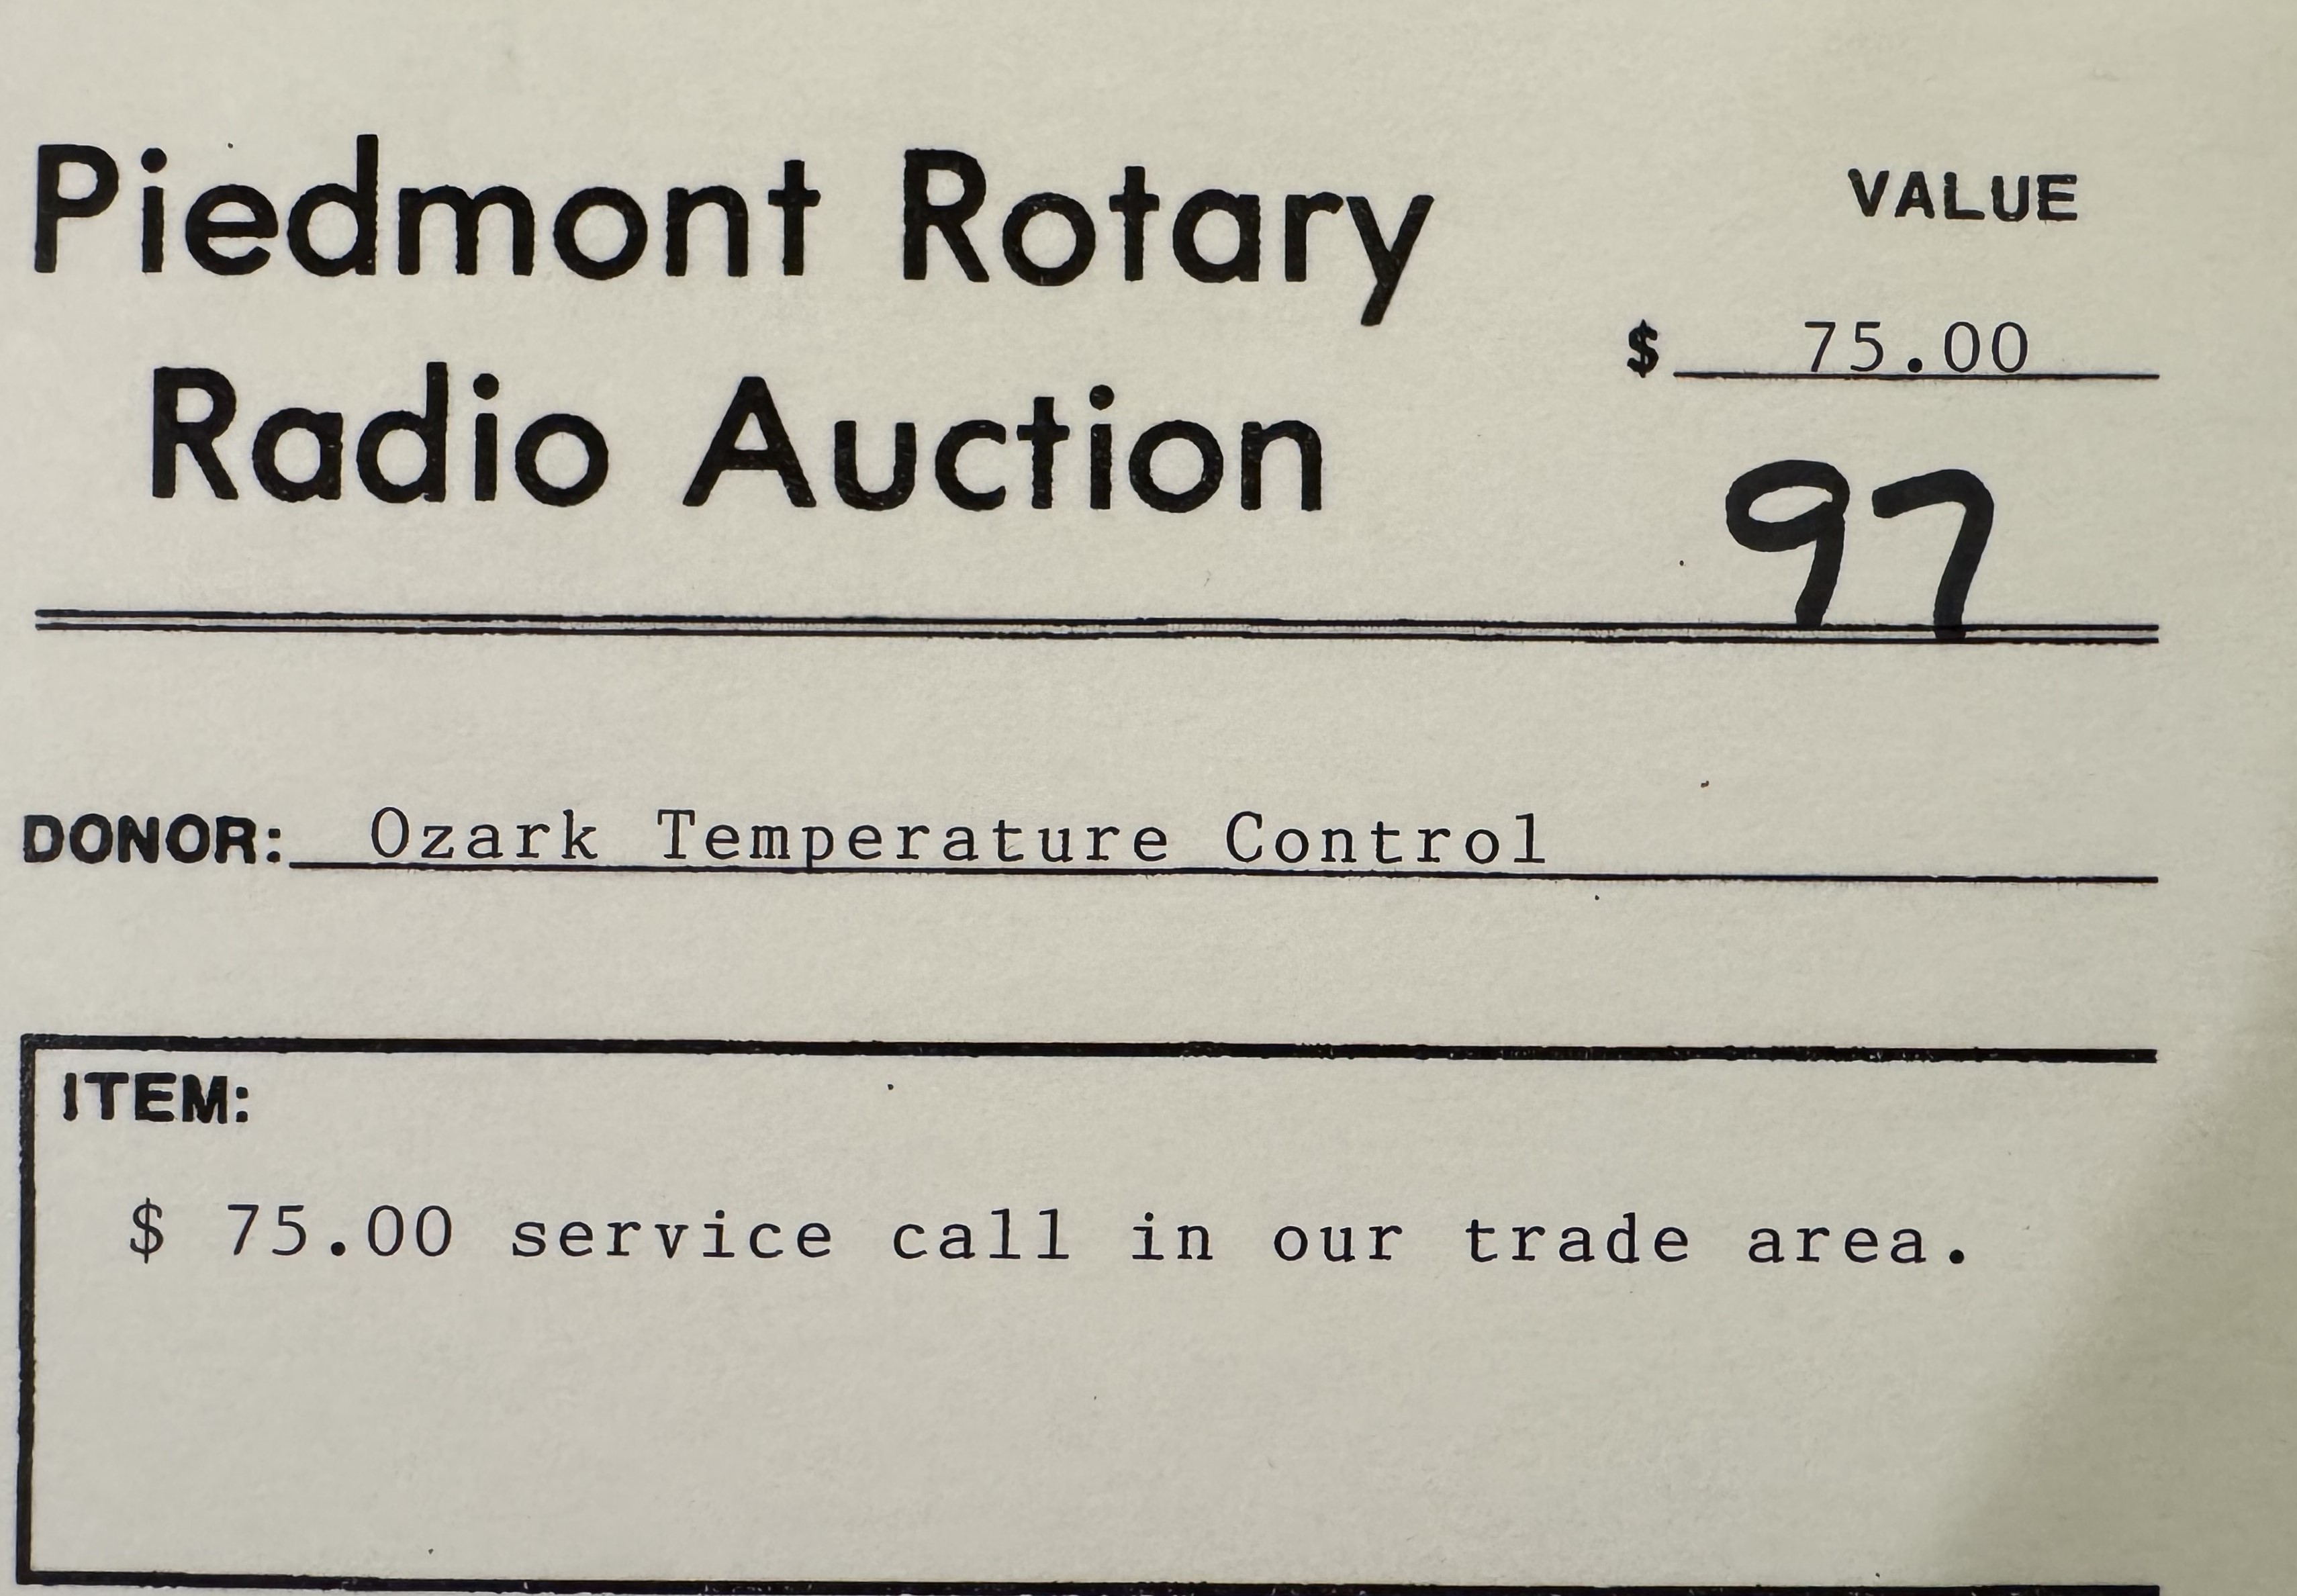 Piedmont Rotary
Radio Auction
VALUE
$ 75.00
97
DONOR: Ozark Temperature Control
ITEM:
$ 75.00 service call in our trade area.